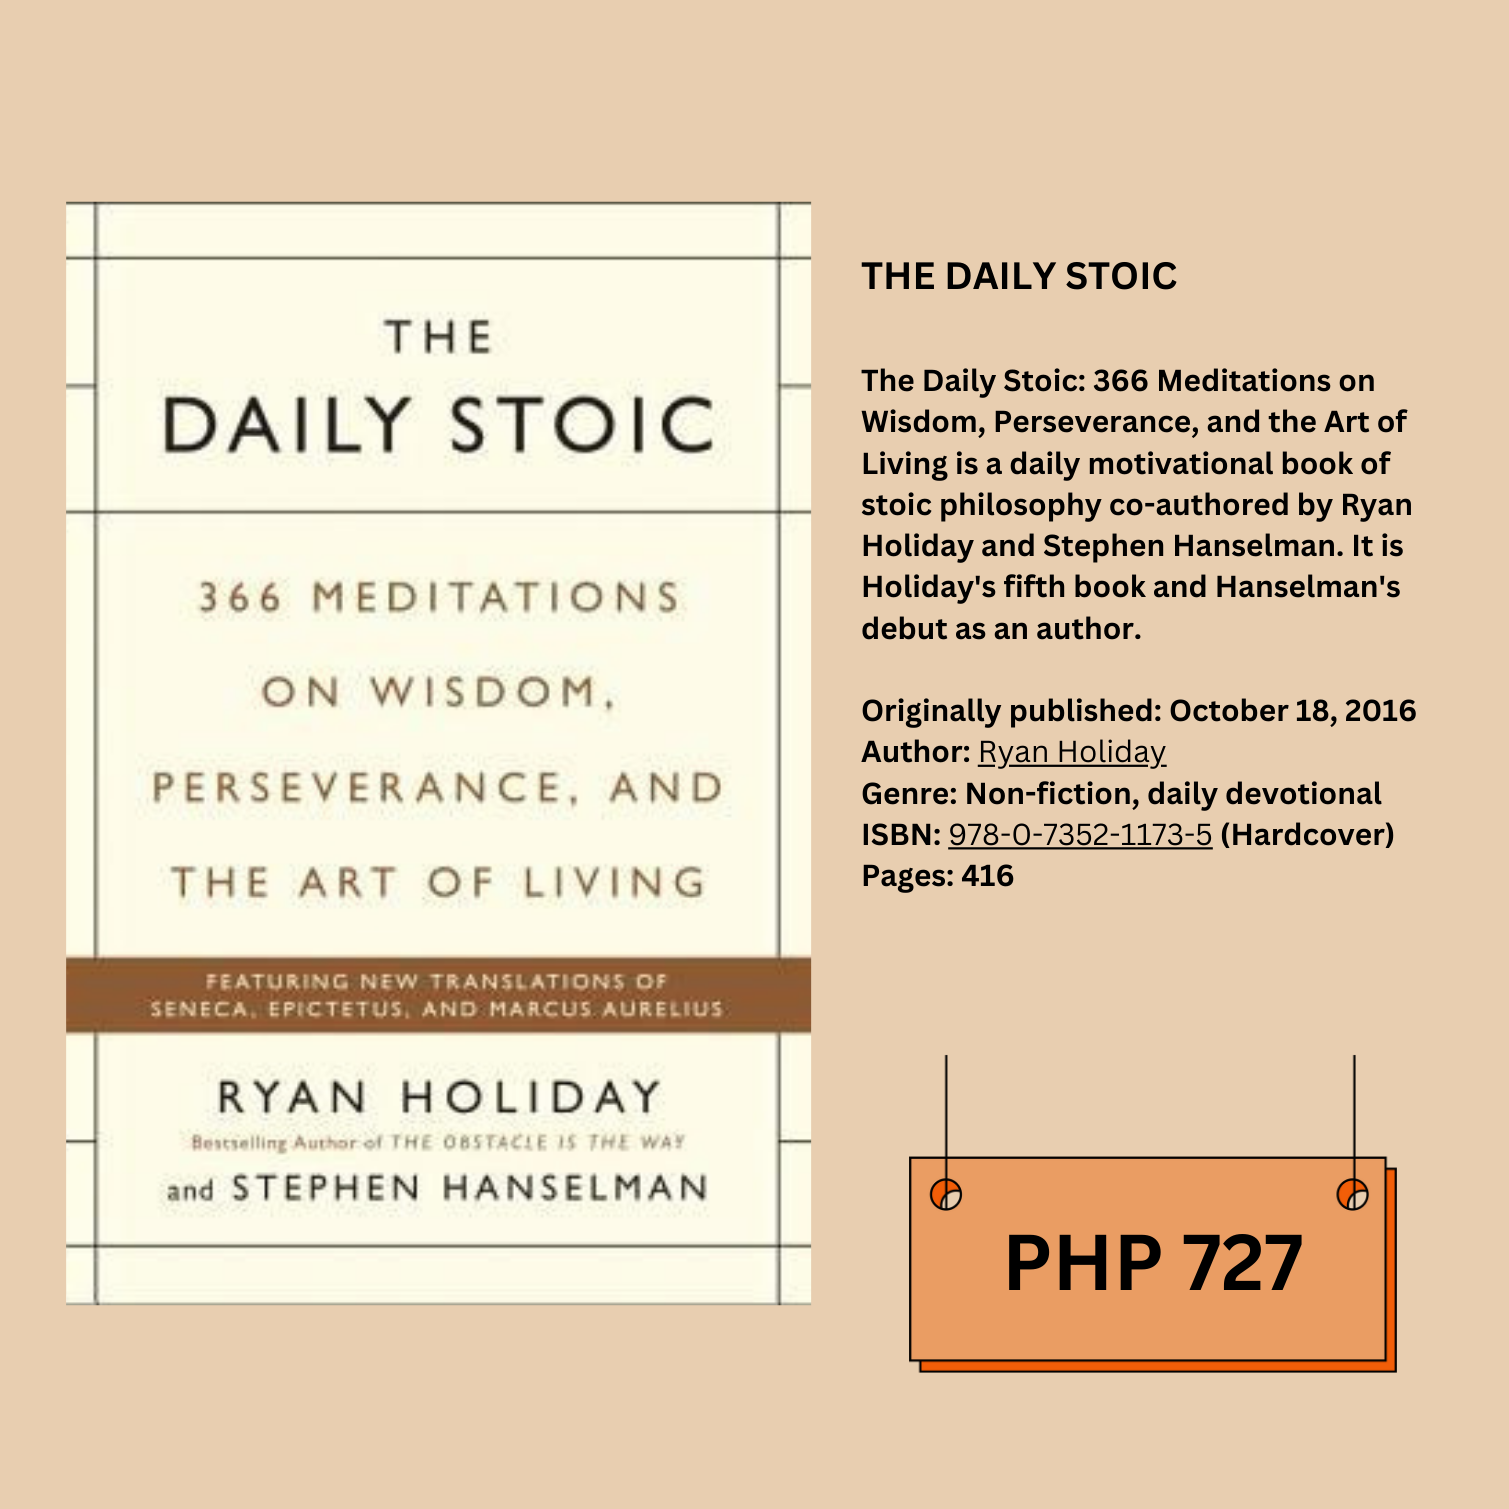 THE
DAILY STOIC
366 MEDITATIONS
ON WISDOM,
PERSEVERANCE, AND
THE ART OF LIVING
FEATURING NEW TRANSLATIONS OF
SENECA, EPICTETUS, AND MARCUS AURELIUS
RYAN HOLIDAY
Bestselling Author of THE OBSTACLE IS THE WAY
and STEPHEN HANSELMAN
THE DAILY STOIC
The Daily Stoic: 366 Meditations on
Wisdom, Perseverance, and the Art of
Living is a daily motivational book of
stoic philosophy co-authored by Ryan
Holiday and Stephen Hanselman. It is
Holiday's fifth book and Hanselman's
debut as an author.
Originally published: October 18, 2016
Author: Ryan Holiday
Genre: Non-fiction, daily devotional
ISBN: 978-0-7352-1173-5 (Hardcover)
Pages: 416
PHP 727